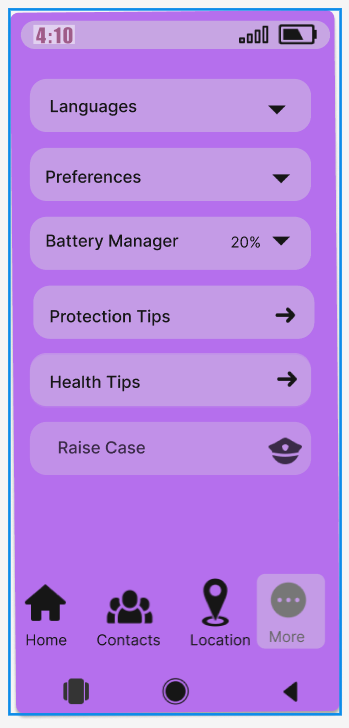 4:10
Languages
Preferences
Battery Manager 20%
Protection Tips
Health Tips
Raise Case
Home Contacts Location More